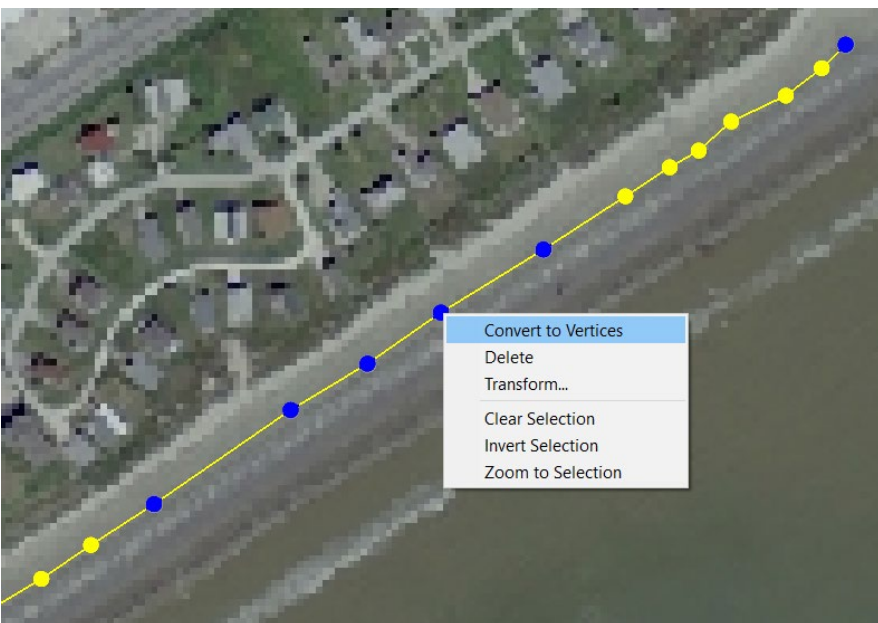 Convert to Vertices
Delete
Transform...
Clear Selection
Invert Selection
Zoom to Selection